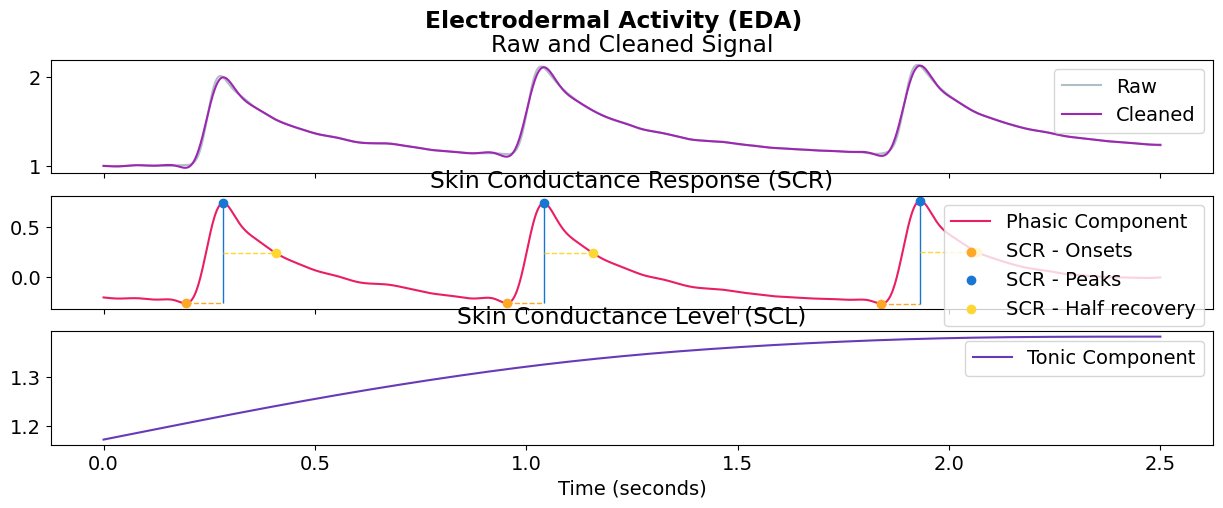 Electrodermal Activity (EDA)
Raw and Cleaned Signal
2
1
Raw
Cleaned
Skin Conductance Response (SCR)
0.5
0.0
Phasic Component
SCR - Onsets
SCR - Peaks
SCR - Half recovery
Skin Conductance Level (SCL)
1.3
1.2
Tonic Component
0.0 0.5 1.0 1.5 2.0 2.5
Time (seconds)